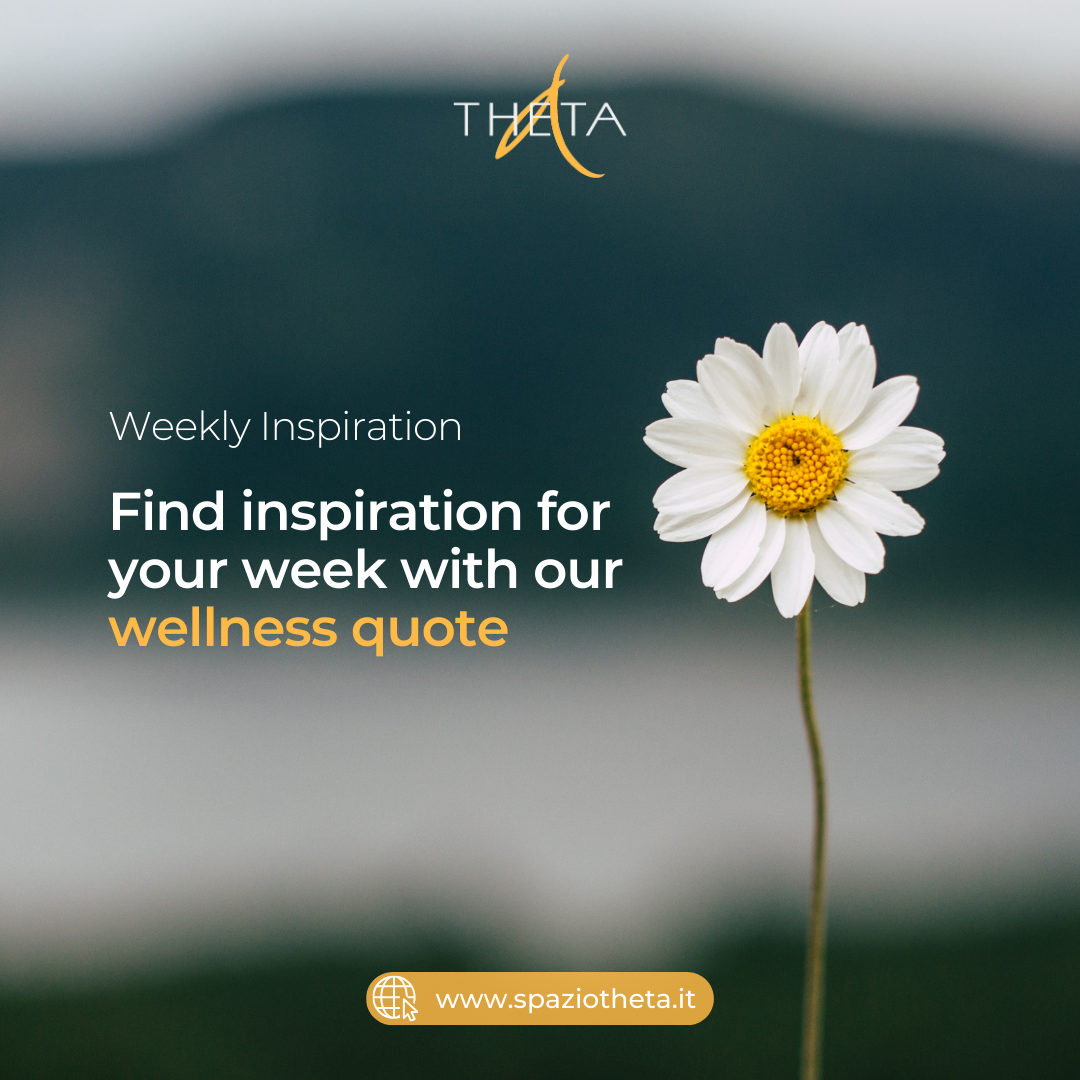 THETA
Weekly Inspiration
Find inspiration for
your week with our
wellness quote
www.spaziotheta.it